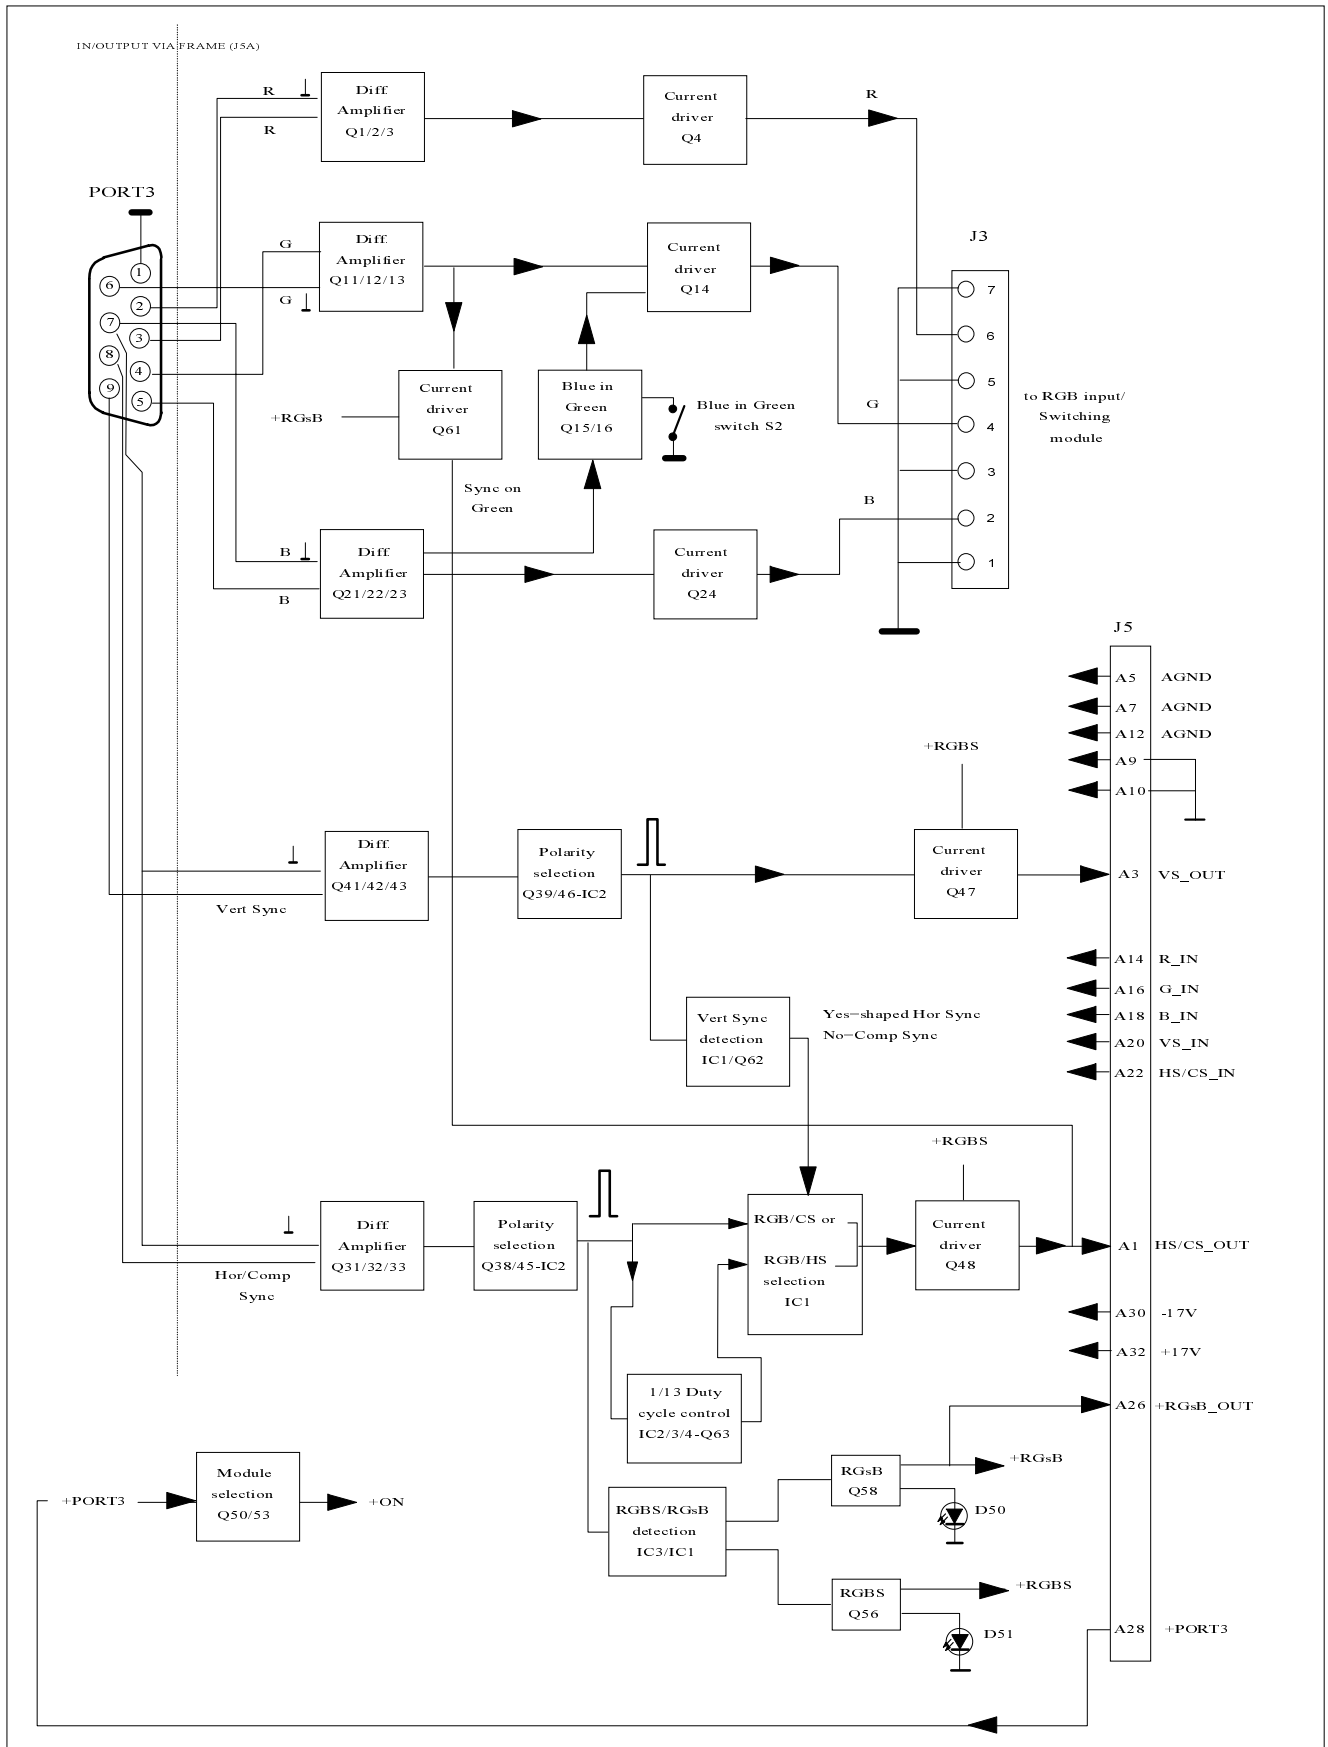 IN/OUTPUT VIA FRAME (J5A)
R
R
Diff.
Amplifier
Q1/2/3
Current
driver
Q4
R
PORT3
G
G
Diff.
Amplifier
Q11/12/13
Current
driver
Q14
J3
1
6
2
7
3
8
4
9
5
7
6
5
4
3
2
1
+RGsB
Current
driver
Q61
Blue in
Green
Q15/16
Blue in Green
switch S2
G
to RGB input/
Switching
module
Sync on
Green
B
B
B
Diff.
Amplifier
Q21/22/23
Current
driver
Q24
J5
A5 AGND
A7 AGND
A12 AGND
A9
A10
+RGBS
Vert Sync
Diff.
Amplifier
Q41/42/43
Polarity
selection
Q39/46-IC2
Current
driver
Q47
A3 VS_OUT
A14 R_IN
A16 G_IN
A18 B_IN
A20 VS_IN
A22 HS/CS_IN
Vert Sync
detection
IC1/Q62
Yes-shaped Hor Sync
No-Comp Sync
+RGBS
Hor/Comp
Sync
Diff.
Amplifier
Q31/32/33
Polarity
selection
Q38/45-IC2
RGB/CS or
RGB/HS
selection
IC1
Current
driver
Q48
A1 HS/CS_OUT
A30 -17V
A32 +17V
A26 +RGsB_OUT
1/13 Duty
cycle control
IC2/3/4-Q63
+PORT3
Module
selection
Q50/53
+ON
RGBS/RGsB
detection
IC3/IC1
RGsB
Q58
+RGsB
D50
RGBS
Q56
+RGBS
D51
A28 +PORT3